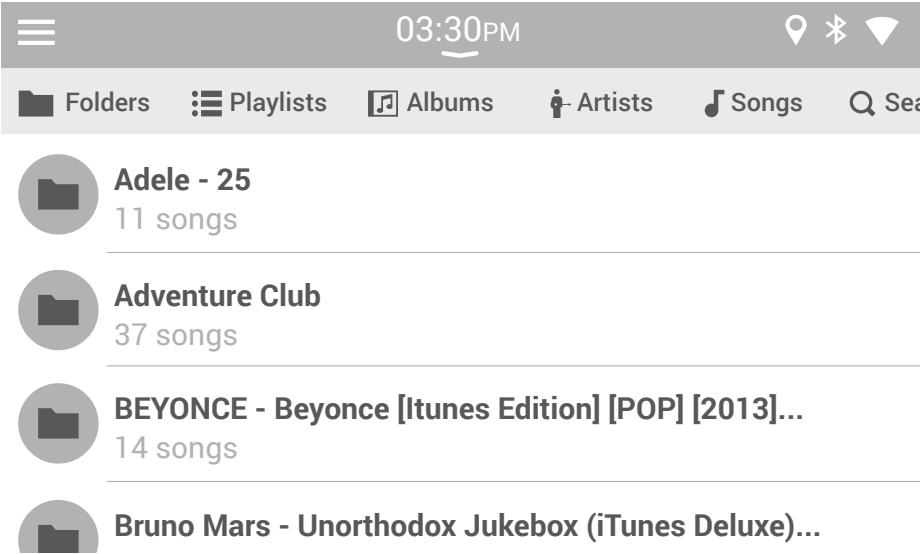 03:30PM
Folders Playlists Albums Artists Songs Sea
Adele - 25
11 songs
Adventure Club
37 songs
BEYONCE - Beyonce [Itunes Edition] [POP] [2013]...
14 songs
Bruno Mars - Unorthodox Jukebox (iTunes Deluxe)...